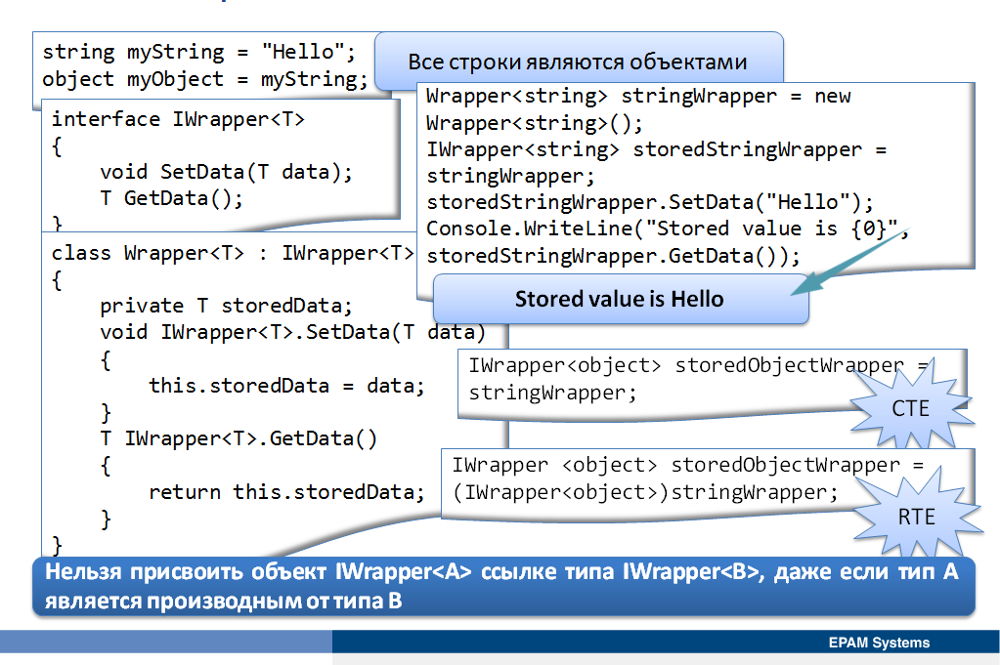 string myString = "Hello";
object myObject = myString;
Все строки являются объектами
interface IWrapper<T>
{
void SetData(T data);
T GetData();
}
Wrapper<string> stringWrapper = new
Wrapper<string>();
IWrapper<string> storedStringWrapper =
stringWrapper;
storedStringWrapper.SetData("Hello");
Console.WriteLine("Stored value is {0}",
storedStringWrapper.GetData());
class Wrapper<T> : IWrapper<T>
{
private T storedData;
void IWrapper<T>.SetData(T data)
{
this.storedData = data;
}
T IWrapper<T>.GetData()
{
return this.storedData;
}
}
Stored value is Hello
IWrapper<object> storedObjectWrapper =
stringWrapper;
CTE
IWrapper <object> storedObjectWrapper =
(IWrapper<object>)stringWrapper;
RTE
Нельзя присвоить объект IWrapper<A> ссылке типа IWrapper<B>, даже если тип A
является производным от типа B
EPAM Systems